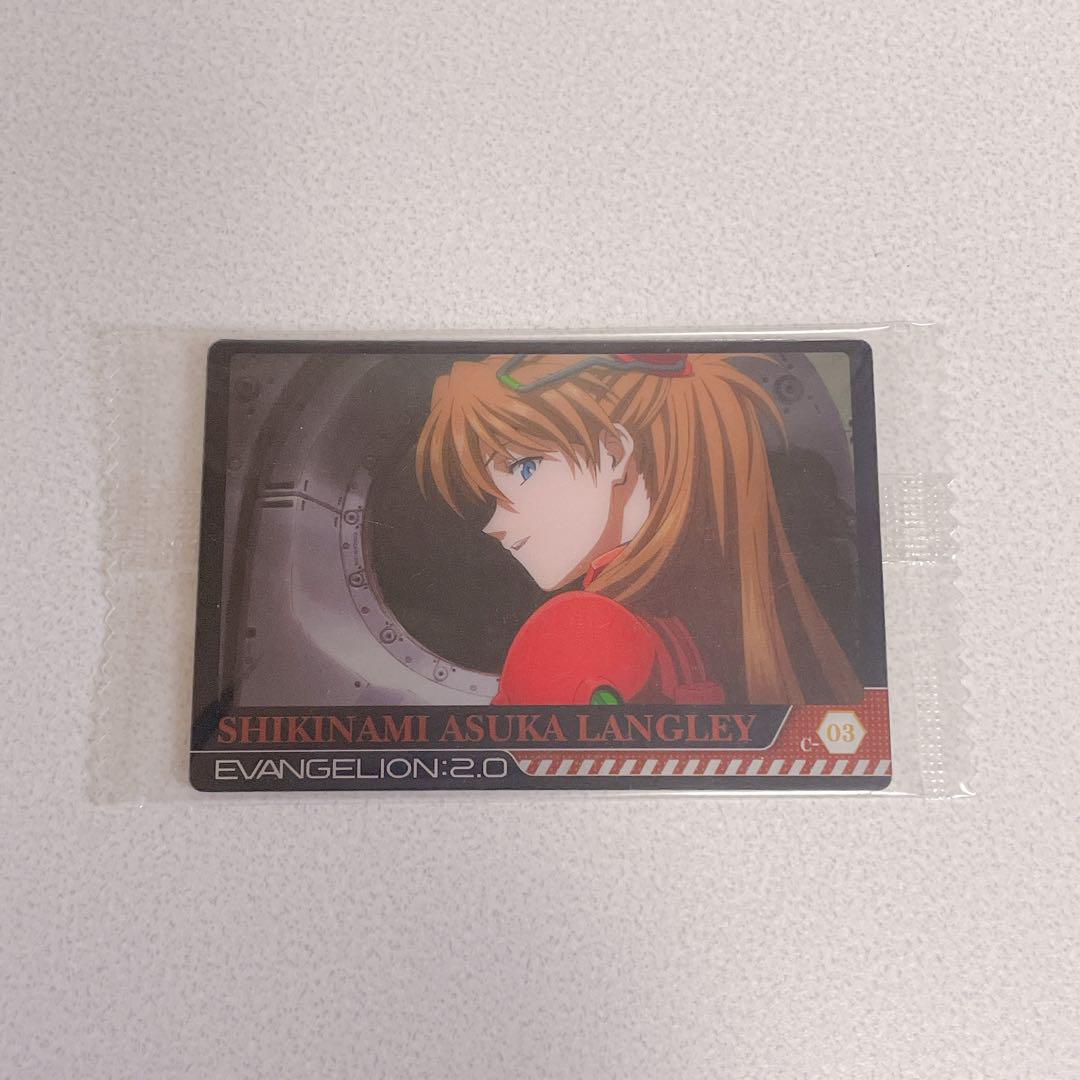 SHIKINAMI ASUKA LANGLEY
C-03
EVANGELION:2.0